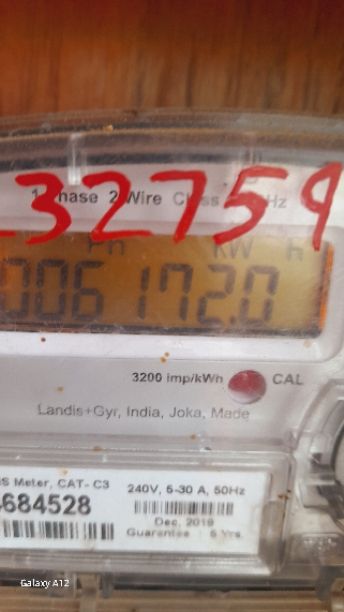 32759
1 Phase 2 Wire Class Hz
kW h
006172.0
3200 imp/kWh CAL
Landis+Gyr, India, Joka, Made
S Meter, CAT- C3
240V, 5-30 A, 50Hz
684528
Dec, 2019
Guarantee : 5 Yrs.
Galaxy A12